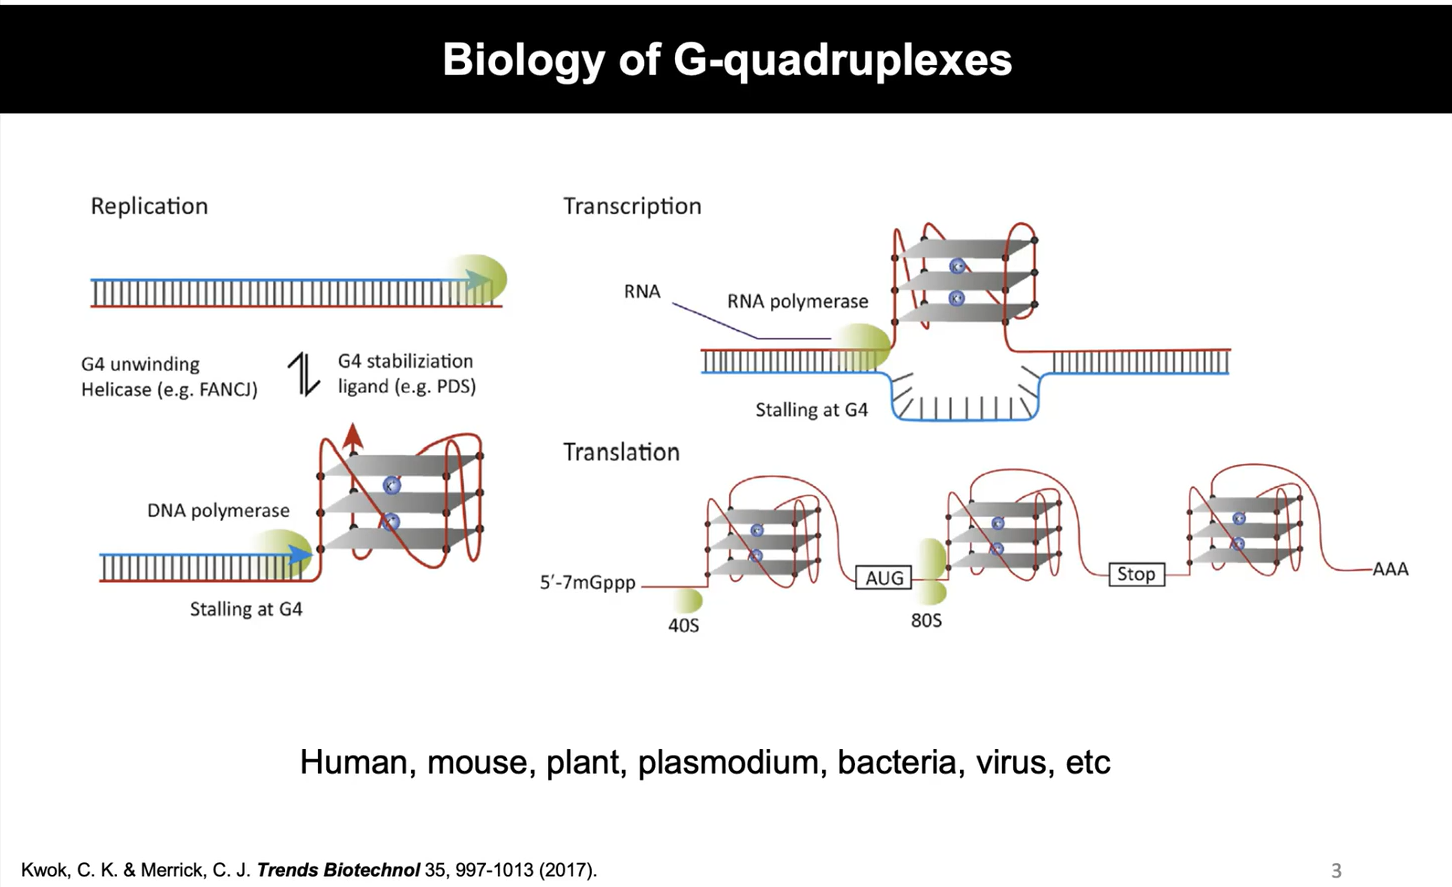 Biology of G-quadruplexes
Replication
G4 unwinding
Helicase (e.g. FANCJ)
G4 stabiliziation
ligand (e.g. PDS)
DNA polymerase
K+
K+
Stalling at G4
Transcription
RNA
RNA polymerase
K+
K+
Stalling at G4
Translation
5′-7mGppp
40S
K+
K+
AUG
80S
K+
K+
Stop
K+
K+
AAA
Human, mouse, plant, plasmodium, bacteria, virus, etc
Kwok, C. K. & Merrick, C. J. Trends Biotechnol 35, 997-1013 (2017).
3